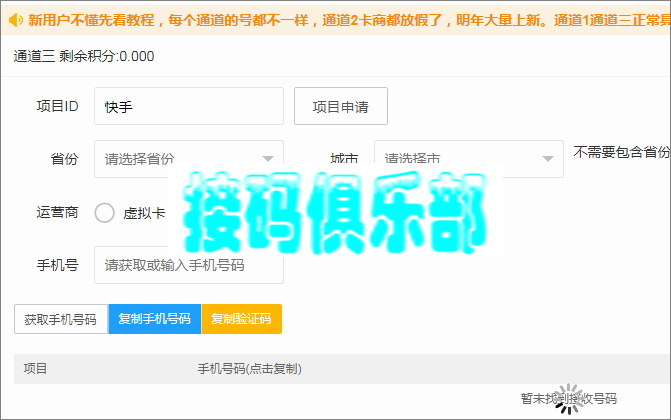 新用户不懂先看教程，每个通道的号都不一样，通道2卡商都放假了，明年大量上新。通道1通道三正常
通道三 剩余积分:0.000
项目ID 快手 项目申请
省份 请选择省份 城市 请选择市 不需要包含省份
运营商 虚拟卡
接码俱乐部
手机号 请获取或输入手机号码
获取手机号码 复制手机号码 复制验证码
项目 手机号码(点击复制)
暂未找到接收号码